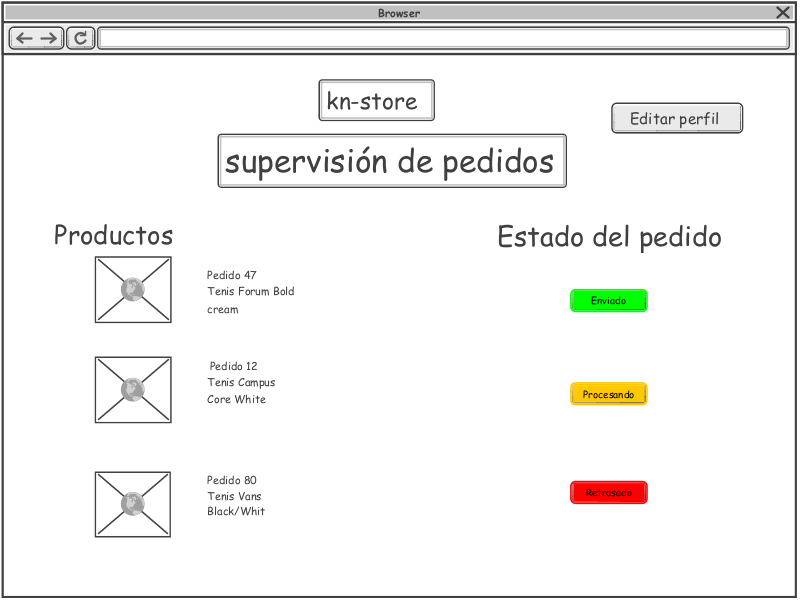 Browser
kn-store
Editar perfil
supervisión de pedidos
Productos
Estado del pedido
Pedido 47
Tenis Forum Bold
cream
Enviado
Pedido 12
Tenis Campus
Core White
Procesando
Pedido 80
Tenis Vans
Black/Whit
Retrasado